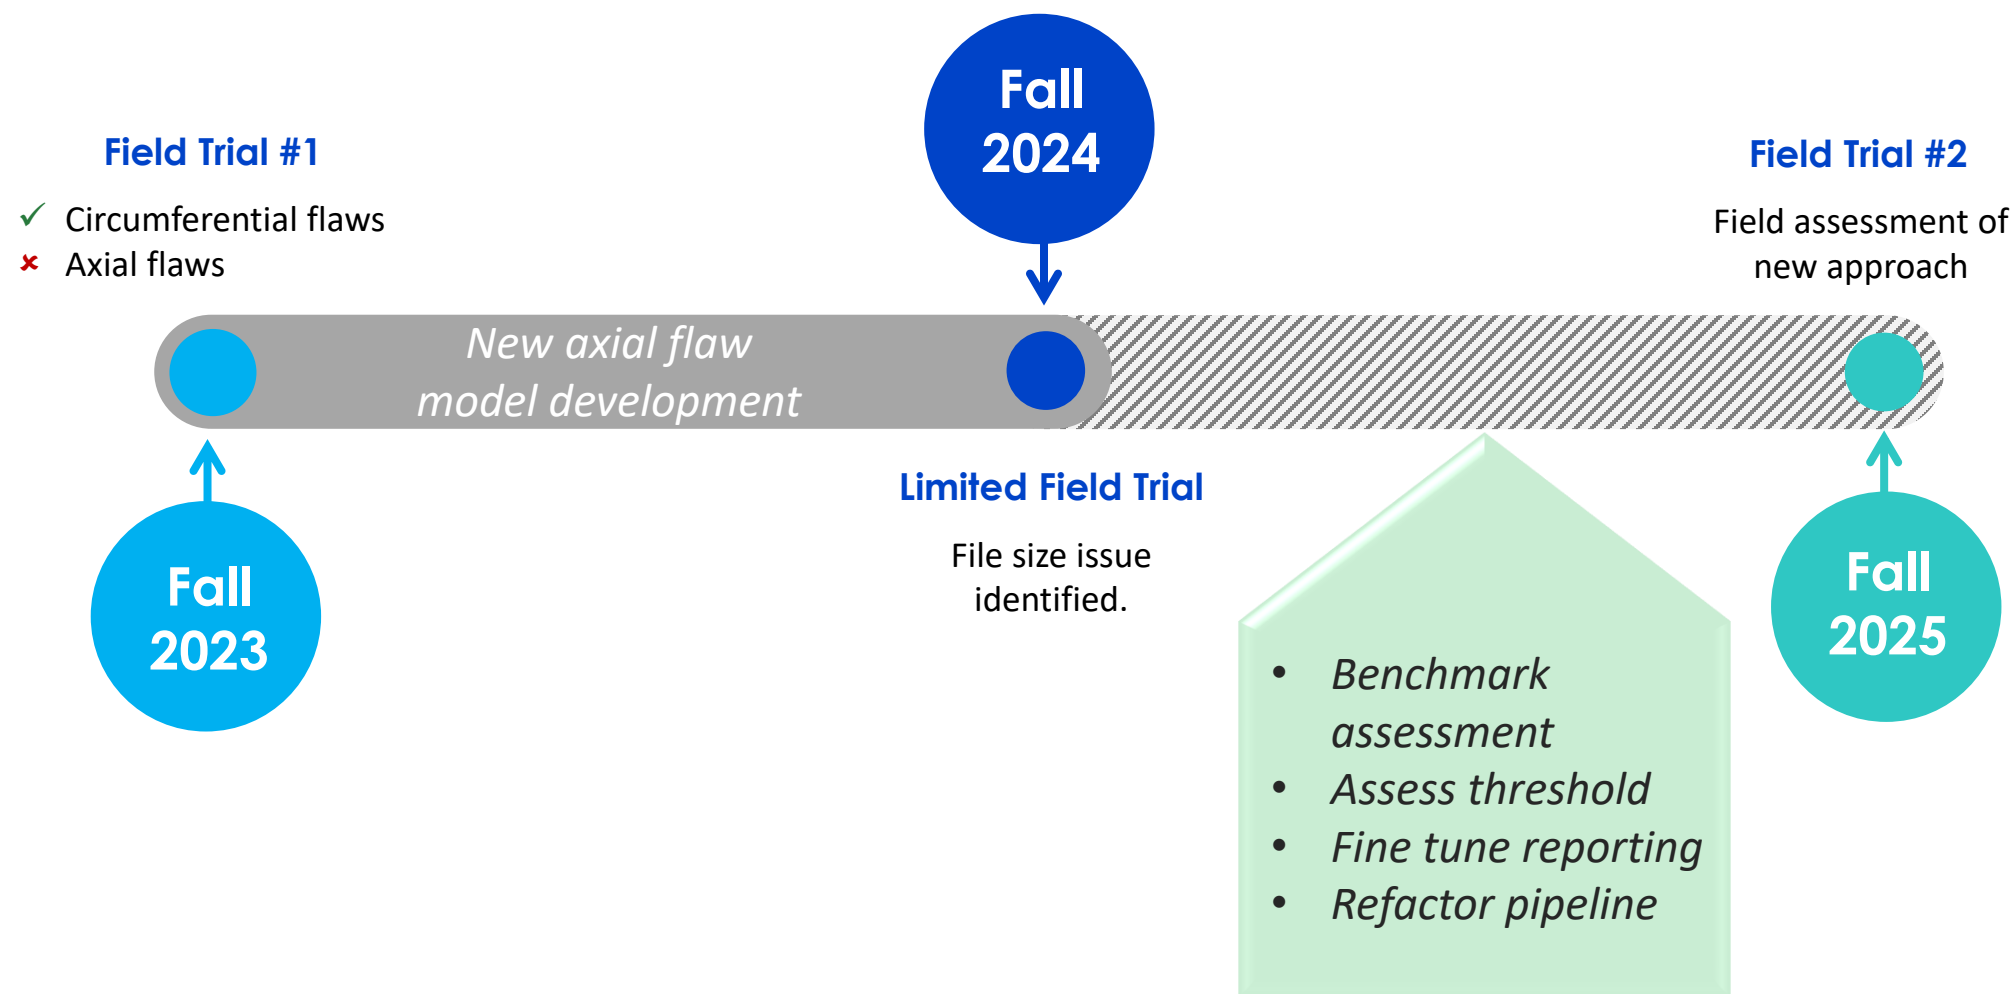 Field Trial #1
✓ Circumferential flaws
✗ Axial flaws
Fall
2023
New axial flaw
model development
Fall
2024
Limited Field Trial
File size issue
identified.
• Benchmark
assessment
• Assess threshold
• Fine tune reporting
• Refactor pipeline
Field Trial #2
Field assessment of
new approach
Fall
2025